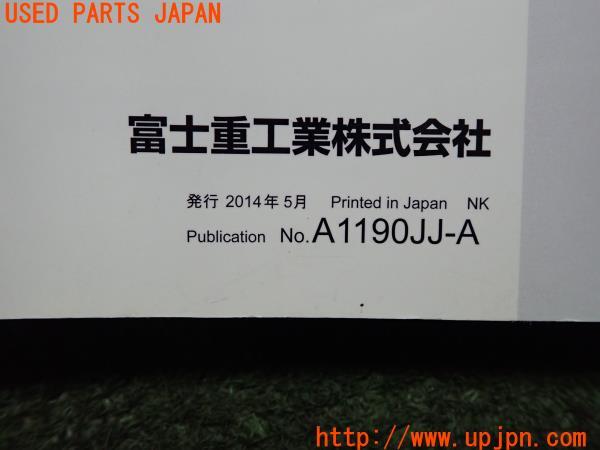 USED PARTS JAPAN
富士重工業株式会社
発行 2014年5月 Printed in Japan NK
Publication No.A1190JJ-A
http://www.upjpn.com/